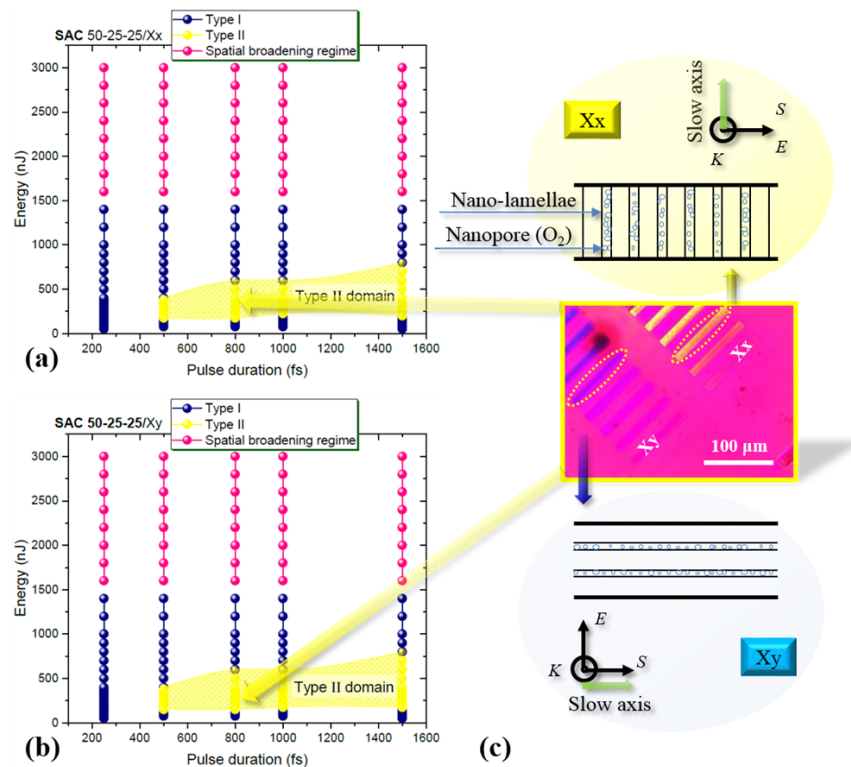 Type I
Type II
Spatial broadening regime
SAC 50-25-25/Xx
3000
2500
2000
1500
1000
500
0
Energy (nJ)
Type II domain
200 400 600 800 1000 1200 1400 1600
Pulse duration (fs)
(a)
Type I
Type II
Spatial broadening regime
SAC 50-25-25/Xy
3000
2500
2000
1500
1000
500
0
Energy (nJ)
Type II domain
200 400 600 800 1000 1200 1400 1600
Pulse duration (fs)
(b)
Xx
Slow axis
S
E
K
Nano-lamellae
Nanopore (O2)
Xx
Xy
100 µm
E
K
S
Slow axis
Xy
(c)